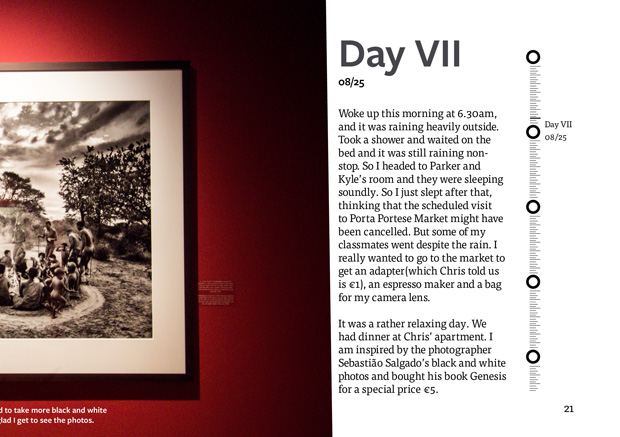 Day VII
08/25
Woke up this morning at 6.30am,
and it was raining heavily outside.
Took a shower and waited on the
bed and it was still raining non-
stop. So I headed to Parker and
Kyle's room and they were sleeping
soundly. So I just slept after that,
thinking that the scheduled visit
to Porta Portese Market might have
been cancelled. But some of my
classmates went despite the rain. I
really wanted to go to the market to
get an adapter(which Chris told us
is €1), an espresso maker and a bag
for my camera lens.
It was a rather relaxing day. We
had dinner at Chris' apartment. I
am inspired by the photographer
Sebastião Salgado's black and white
photos and bought his book Genesis
for a special price €5.
Day VII
08/25
d to take more black and white
lad I get to see the photos.
21